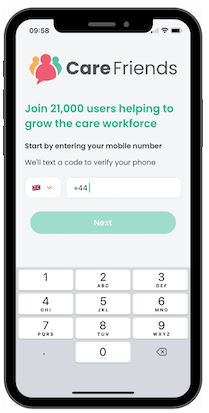 09:58
Care Friends
Join 21,000 users helping to
grow the care workforce
Start by entering your mobile number
We'll text a code to verify your phone
+44
Next
1 2 3
ABC DEF
4 5 6
GHI JKL MNO
7 8 9
PQRS TUV WXYZ
. 0